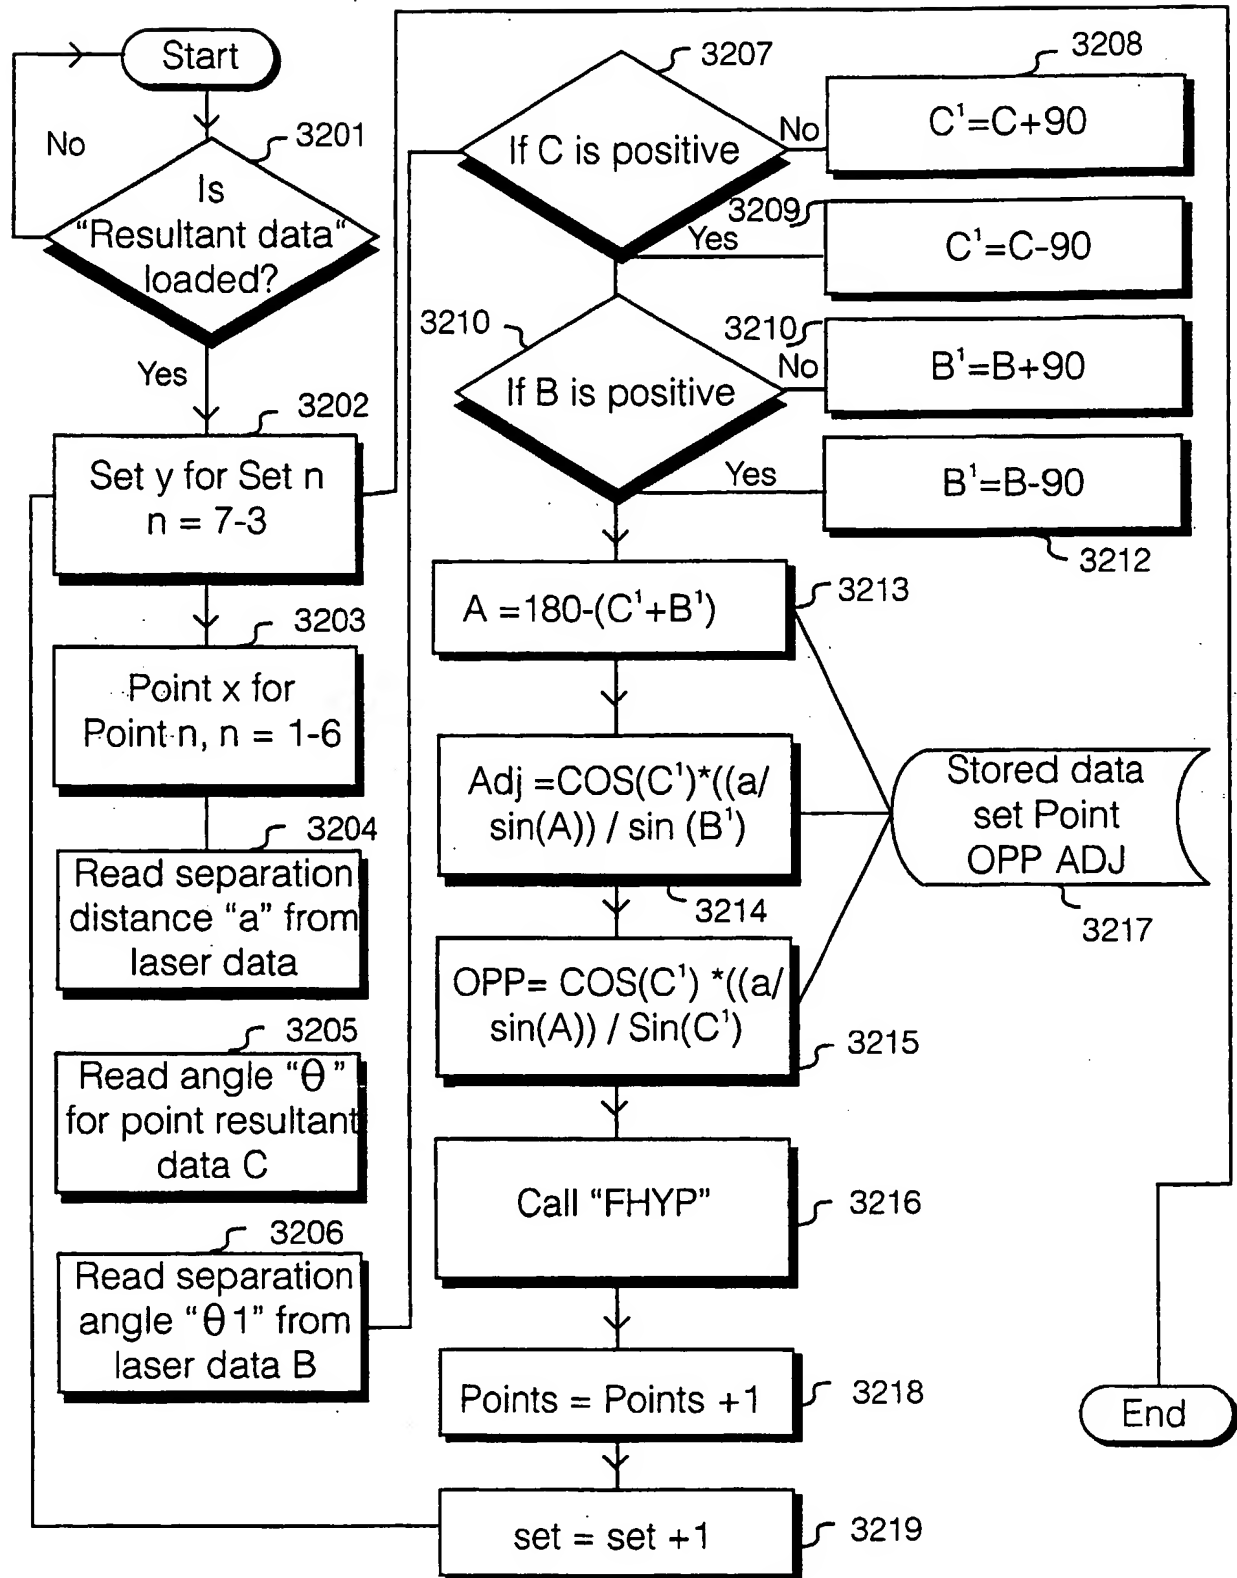 Start
No
3201
Is
“Resultant data“
loaded?
Yes
3202
Set y for Set n
n = 7-3
3203
Point x for
Point n, n = 1-6
3204
Read separation
distance “a” from
laser data
3205
Read angle “θ”
for point resultant
data C
3206
Read separation
angle “θ1” from
laser data B
3207
If C is positive
No
3208
C¹=C+90
3209
Yes
C¹=C-90
3210
If B is positive
3210
No
B¹=B+90
Yes
B¹=B-90
3212
A =180-(C¹+B¹)
3213
Adj =COS(C¹)*((a/
sin(A)) / sin (B¹)
3214
OPP= COS(C¹) *((a/
sin(A)) / Sin(C¹)
3215
Stored data
set Point
OPP ADJ
3217
Call “FHYP”
3216
Points = Points +1
3218
set = set +1
3219
End